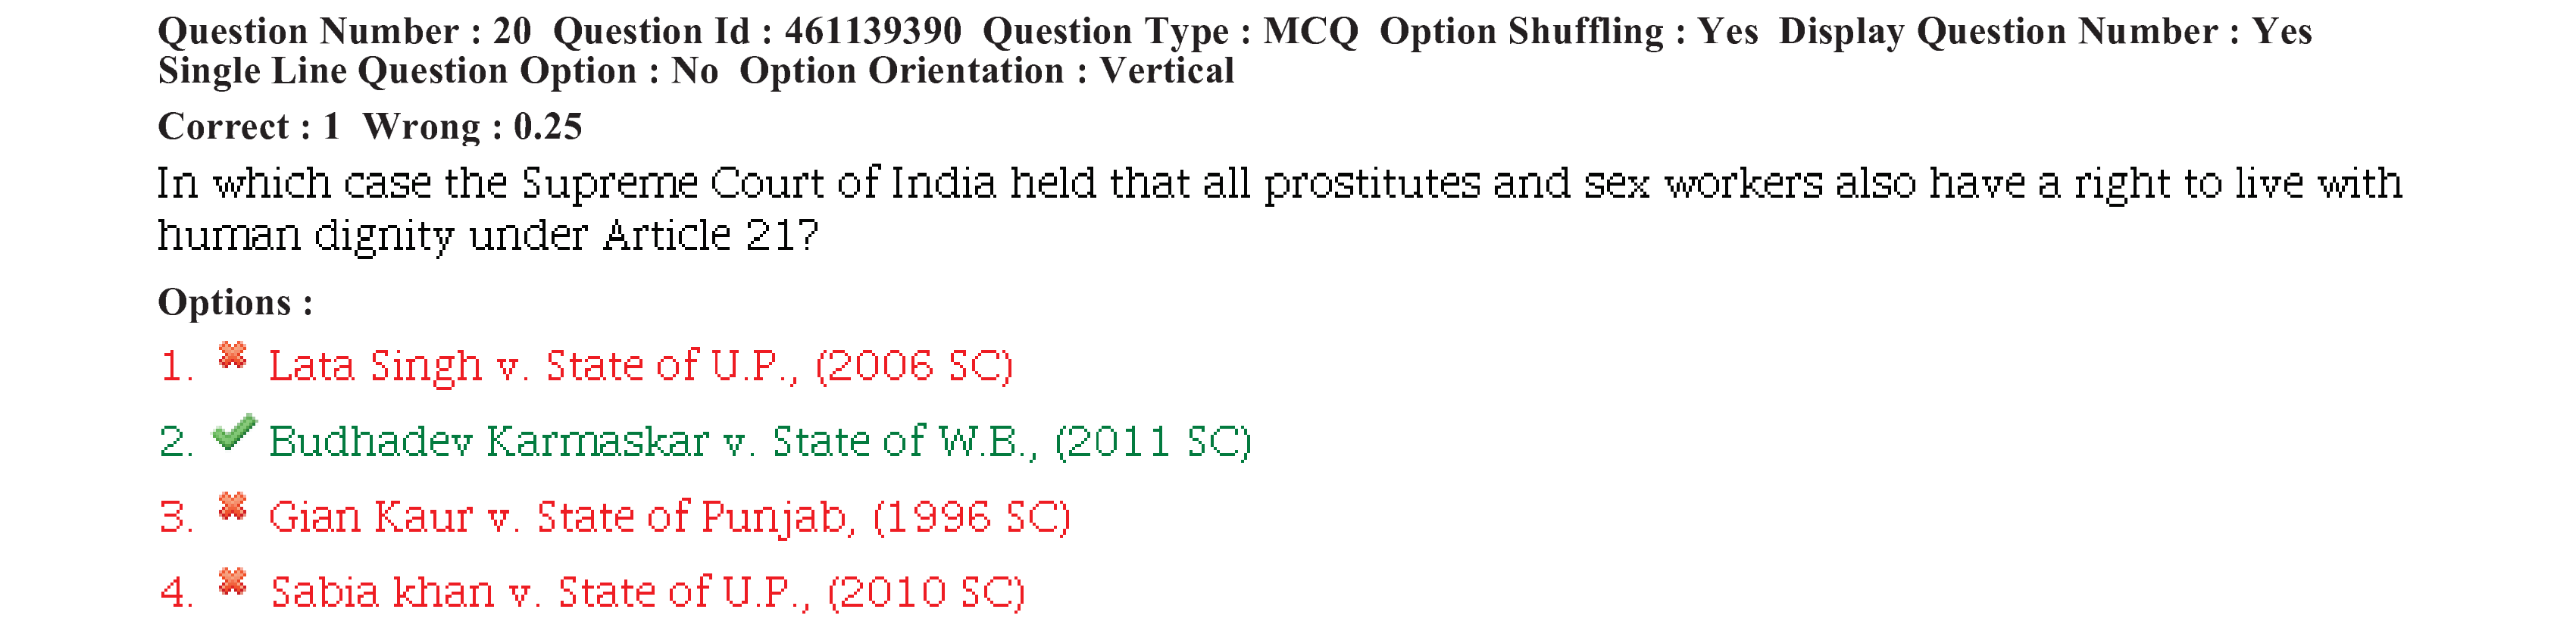 Question Number : 20 Question Id : 461139390 Question Type : MCQ Option Shuffling : Yes Display Question Number : Yes
Single Line Question Option : No Option Orientation : Vertical
Correct : 1 Wrong : 0.25
In which case the Supreme Court of India held that all prostitutes and sex workers also have a right to live with
human dignity under Article 21?
Options :
1. Lata Singh v. State of U.P., (2006 SC)
2. Budhadev Karmaskar v. State of W.B., (2011 SC)
3. Gian Kaur v. State of Punjab, (1996 SC)
4. Sabia khan v. State of U.P., (2010 SC)